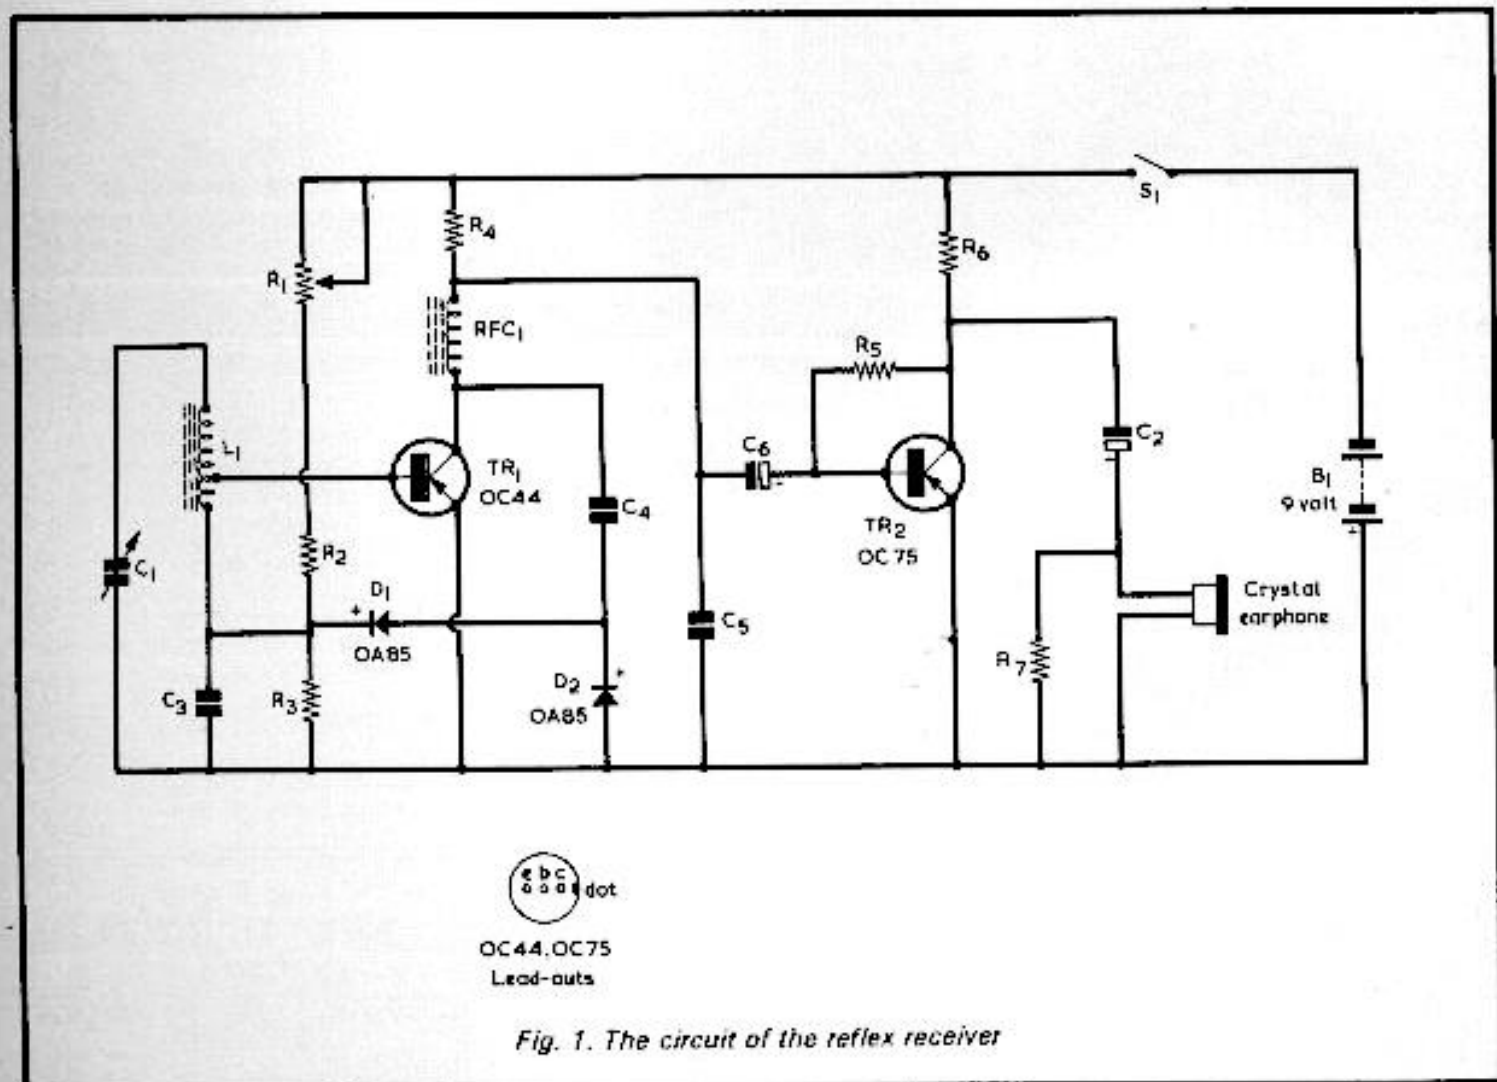 S1
R4
R6
R1
RFC1
R5
L1
C6
C2
TR1
OC44
B1
9 volt
C4
TR2
OC75
R2
C1
D1
OA85
Crystal
earphone
C5
R7
D2
OA85
C3
R3
e b c
dot
OC44.OC75
Lead-outs
Fig. 1. The circuit of the reflex receiver